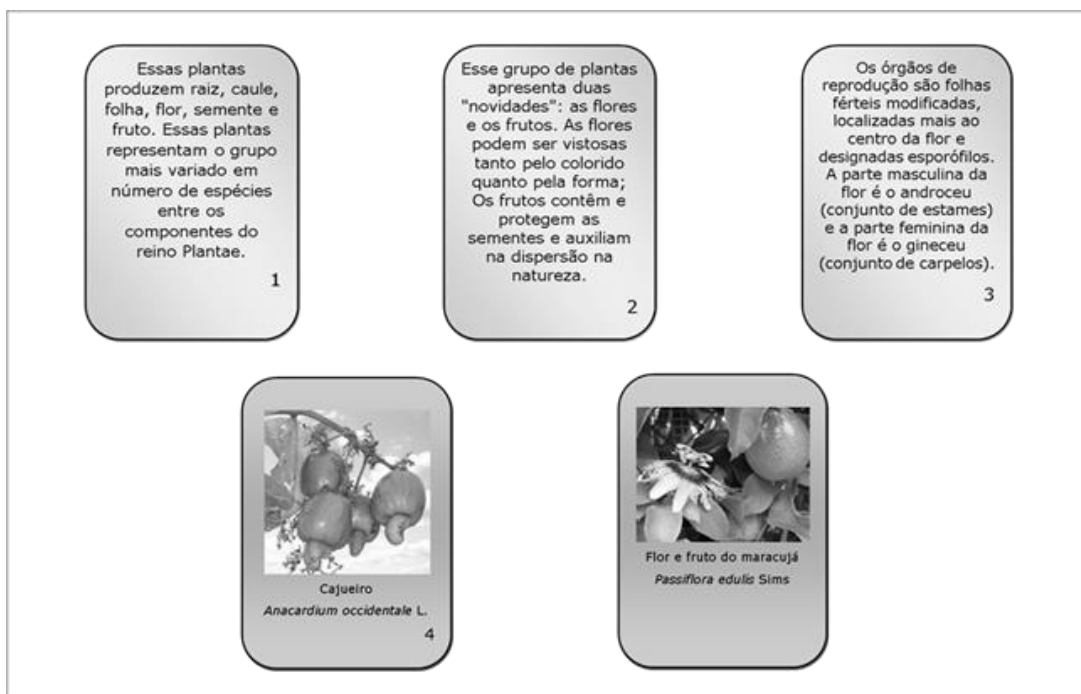 Essas plantas
produzem raiz, caule,
folha, flor, semente e
fruto. Essas plantas
representam o grupo
mais variado em
número de espécies
entre os
componentes do
reino Plantae.
1
Esse grupo de plantas
apresenta duas
"novidades": as flores
e os frutos. As flores
podem ser vistosas
tanto pelo colorido
quanto pela forma;
Os frutos contêm e
protegem as
sementes e auxiliam
na dispersão na
natureza.
2
Os órgãos de
reprodução são folhas
férteis modificadas,
localizadas mais ao
centro da flor e
designadas esporófilos.
A parte masculina da
flor é o androceu
(conjunto de estames)
e a parte feminina da
flor é o gineceu
(conjunto de carpelos).
3
Cajueiro
Anacardium occidentale L.
4
Flor e fruto do maracujá
Passiflora edulis Sims